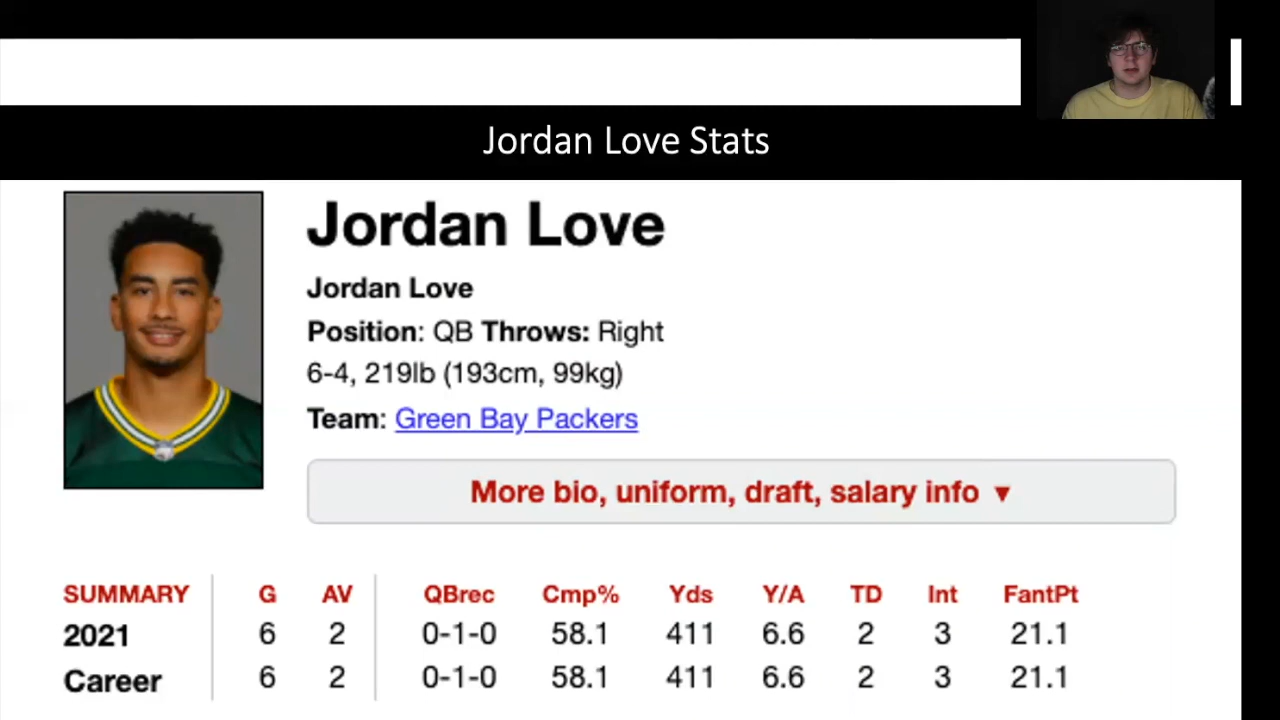 Jordan Love Stats
Jordan Love
Jordan Love
Position: QB Throws: Right
6-4, 219lb (193cm, 99kg)
Team: Green Bay Packers
More bio, uniform, draft, salary info ▼
SUMMARY G AV QBrec Cmp% Yds Y/A TD Int FantPt
2021 6 2 0-1-0 58.1 411 6.6 2 3 21.1
Career 6 2 0-1-0 58.1 411 6.6 2 3 21.1